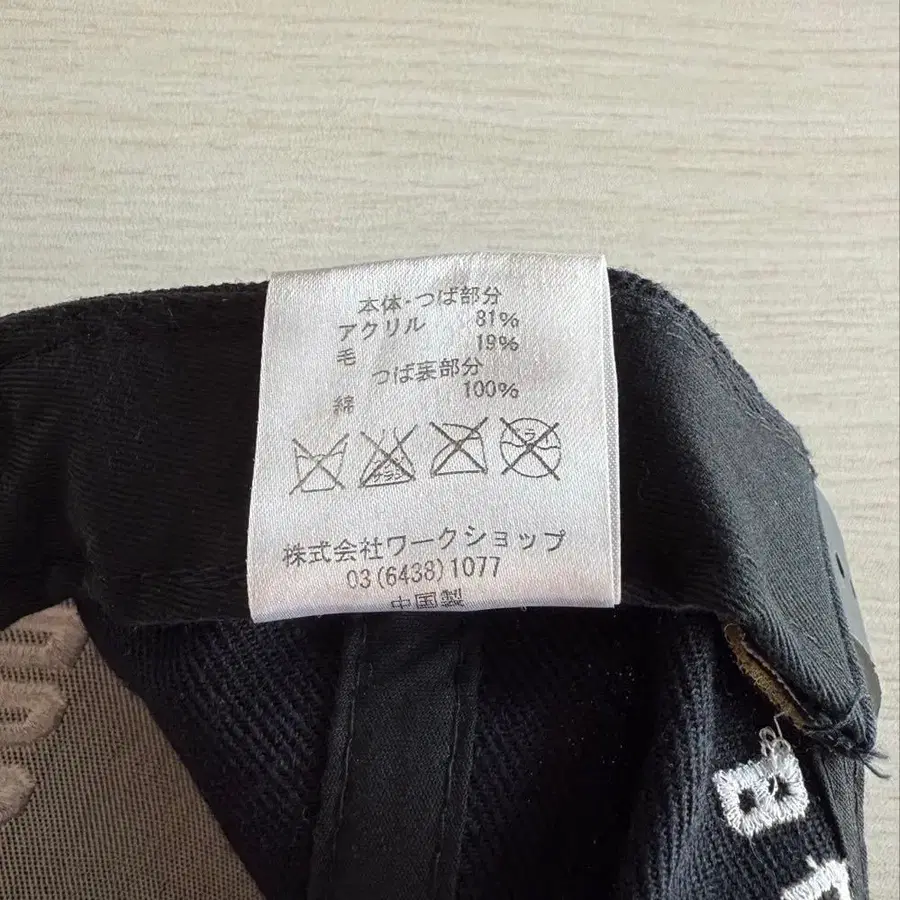 本体・つば部分
アクリル 81%
毛 19%
つば裏部分
綿 100%
株式会社ワークショップ
03(6438)1077
中国製
B